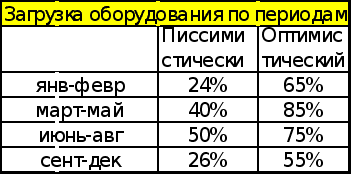 Загрузка оборудования по периодам
Писсими Оптимис
стически тический
янв-февр 24% 65%
март-май 40% 85%
июнь-авг 50% 75%
сент-дек 26% 55%